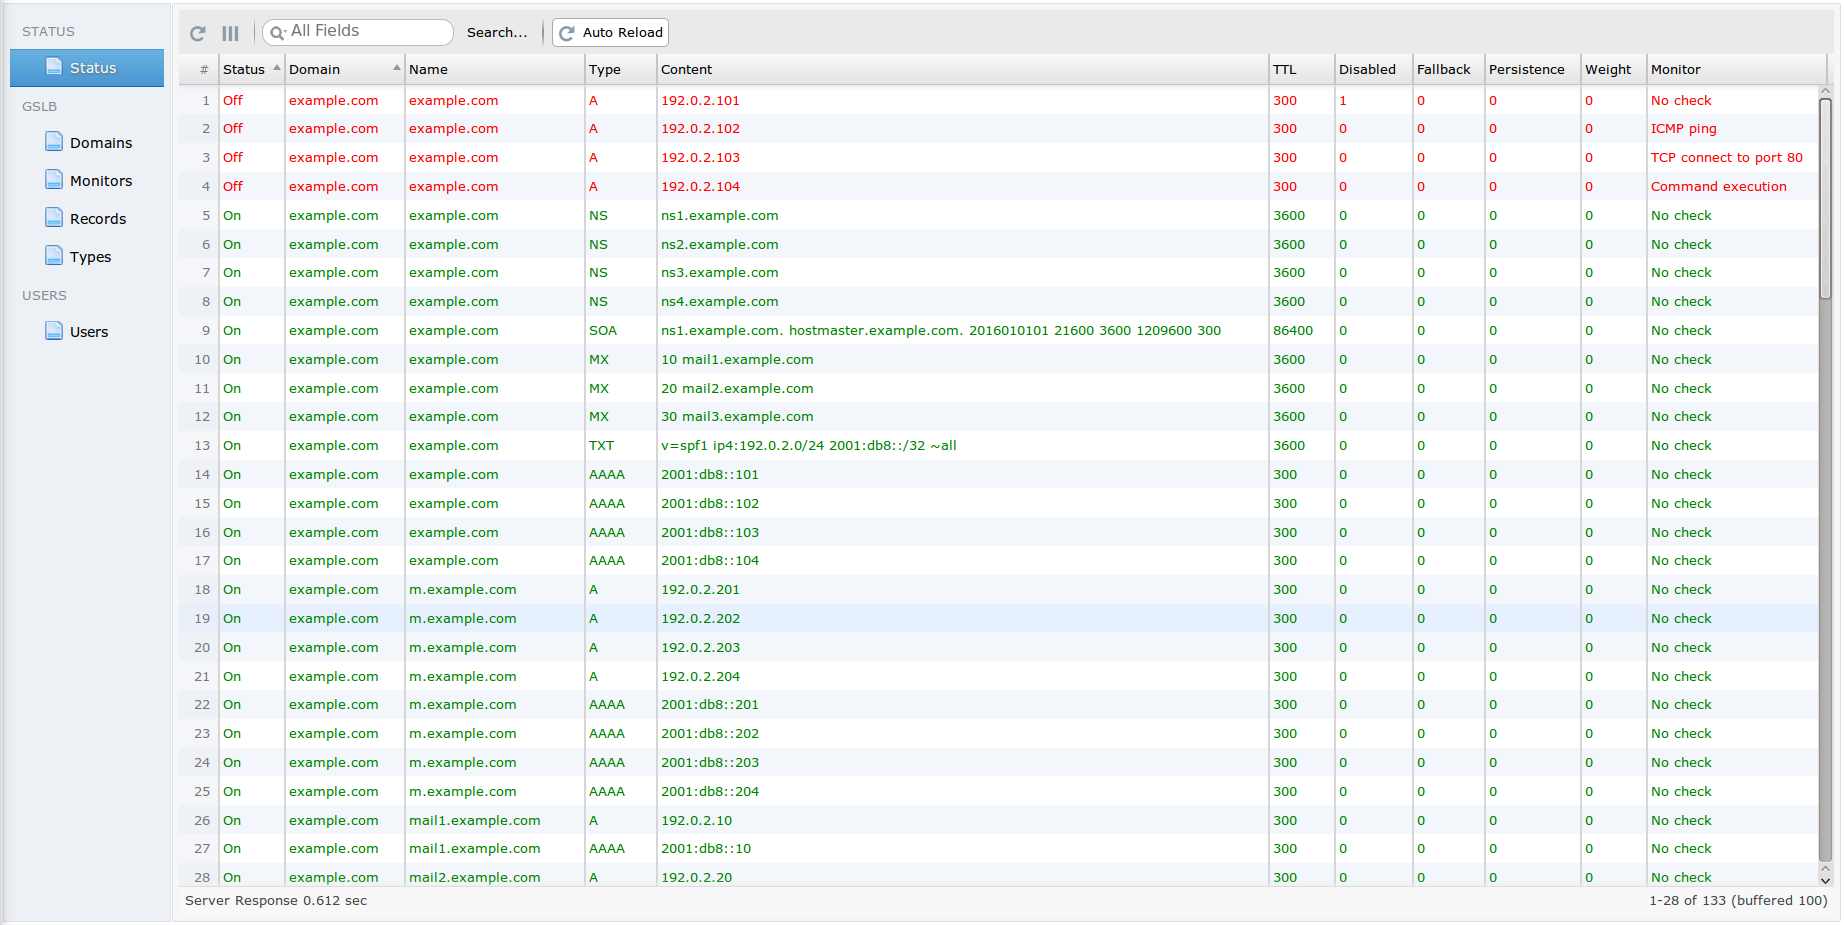 STATUS
Status
GSLB
Domains
Monitors
Records
Types
USERS
Users
All Fields Search... Auto Reload
# Status Domain Name Type Content TTL Disabled Fallback Persistence Weight Monitor
1 Off example.com example.com A 192.0.2.101 300 1 0 0 0 No check
2 Off example.com example.com A 192.0.2.102 300 0 0 0 0 ICMP ping
3 Off example.com example.com A 192.0.2.103 300 0 0 0 0 TCP connect to port 80
4 Off example.com example.com A 192.0.2.104 300 0 0 0 0 Command execution
5 On example.com example.com NS ns1.example.com 3600 0 0 0 0 No check
6 On example.com example.com NS ns2.example.com 3600 0 0 0 0 No check
7 On example.com example.com NS ns3.example.com 3600 0 0 0 0 No check
8 On example.com example.com NS ns4.example.com 3600 0 0 0 0 No check
9 On example.com example.com SOA ns1.example.com. hostmaster.example.com. 2016010101 21600 3600 1209600 300 86400 0 0 0 0 No check
10 On example.com example.com MX 10 mail1.example.com 3600 0 0 0 0 No check
11 On example.com example.com MX 20 mail2.example.com 3600 0 0 0 0 No check
12 On example.com example.com MX 30 mail3.example.com 3600 0 0 0 0 No check
13 On example.com example.com TXT v=spf1 ip4:192.0.2.0/24 2001:db8::/32 ~all 3600 0 0 0 0 No check
14 On example.com example.com AAAA 2001:db8::101 300 0 0 0 0 No check
15 On example.com example.com AAAA 2001:db8::102 300 0 0 0 0 No check
16 On example.com example.com AAAA 2001:db8::103 300 0 0 0 0 No check
17 On example.com example.com AAAA 2001:db8::104 300 0 0 0 0 No check
18 On example.com m.example.com A 192.0.2.201 300 0 0 0 0 No check
19 On example.com m.example.com A 192.0.2.202 300 0 0 0 0 No check
20 On example.com m.example.com A 192.0.2.203 300 0 0 0 0 No check
21 On example.com m.example.com A 192.0.2.204 300 0 0 0 0 No check
22 On example.com m.example.com AAAA 2001:db8::201 300 0 0 0 0 No check
23 On example.com m.example.com AAAA 2001:db8::202 300 0 0 0 0 No check
24 On example.com m.example.com AAAA 2001:db8::203 300 0 0 0 0 No check
25 On example.com m.example.com AAAA 2001:db8::204 300 0 0 0 0 No check
26 On example.com mail1.example.com A 192.0.2.10 300 0 0 0 0 No check
27 On example.com mail1.example.com AAAA 2001:db8::10 300 0 0 0 0 No check
28 On example.com mail2.example.com A 192.0.2.20 300 0 0 0 0 No check
Server Response 0.612 sec 1-28 of 133 (buffered 100)